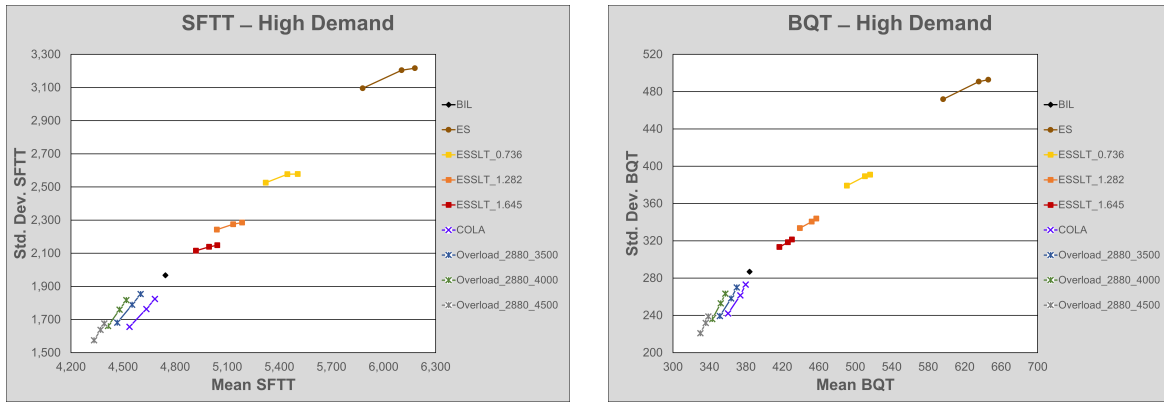 SFTT – High Demand
Std. Dev. SFTT
3,300
3,100
2,900
2,700
2,500
2,300
2,100
1,900
1,700
1,500
4,200 4,500 4,800 5,100 5,400 5,700 6,000 6,300
Mean SFTT
BIL
ES
ESSLT_0.736
ESSLT_1.282
ESSLT_1.645
COLA
Overload_2880_3500
Overload_2880_4000
Overload_2880_4500
BQT – High Demand
Std. Dev. BQT
520
480
440
400
360
320
280
240
200
300 340 380 420 460 500 540 580 620 660 700
Mean BQT
BIL
ES
ESSLT_0.736
ESSLT_1.282
ESSLT_1.645
COLA
Overload_2880_3500
Overload_2880_4000
Overload_2880_4500